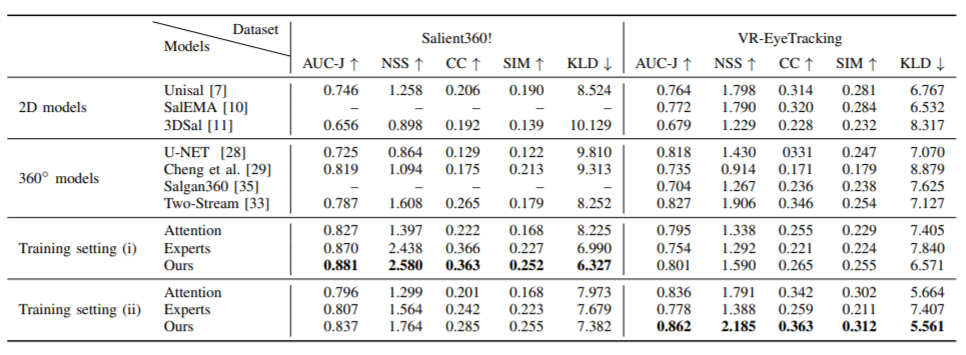 Dataset
Models
Salient360!
VR-EyeTracking
AUC-J ↑ NSS ↑ CC ↑ SIM ↑ KLD ↓ AUC-J ↑ NSS ↑ CC ↑ SIM ↑ KLD ↓
2D models
Unisal [7] 0.746 1.258 0.206 0.190 8.524 0.764 1.798 0.314 0.281 6.767
SalEMA [10] – – – – – 0.772 1.790 0.320 0.284 6.532
3DSal [11] 0.656 0.898 0.192 0.139 10.129 0.679 1.229 0.228 0.232 8.317
360° models
U-NET [28] 0.725 0.864 0.129 0.122 9.810 0.818 1.430 0331 0.247 7.070
Cheng et al. [29] 0.819 1.094 0.175 0.213 9.313 0.735 0.914 0.171 0.179 8.879
Salgan360 [35] – – – – – 0.704 1.267 0.236 0.238 7.625
Two-Stream [33] 0.787 1.608 0.265 0.179 8.252 0.827 1.906 0.346 0.254 7.127
Training setting (i)
Attention 0.827 1.397 0.222 0.168 8.225 0.795 1.338 0.255 0.229 7.405
Experts 0.870 2.438 0.366 0.227 6.990 0.754 1.292 0.221 0.224 7.840
Ours 0.881 2.580 0.363 0.252 6.327 0.801 1.590 0.265 0.255 6.571
Training setting (ii)
Attention 0.796 1.299 0.201 0.168 7.973 0.836 1.791 0.342 0.302 5.664
Experts 0.807 1.564 0.242 0.223 7.679 0.778 1.388 0.259 0.211 7.407
Ours 0.837 1.764 0.285 0.255 7.382 0.862 2.185 0.363 0.312 5.561